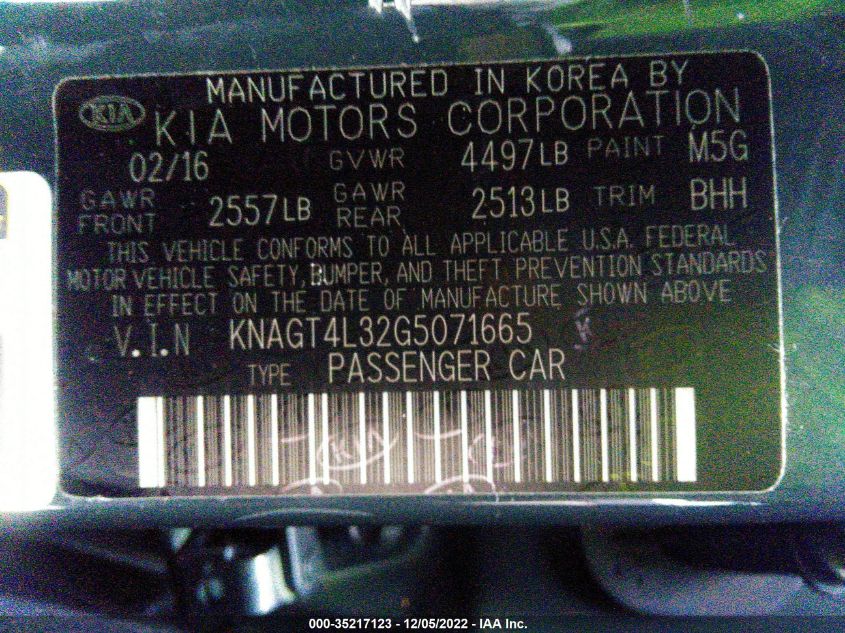 MANUFACTURED IN KOREA BY
KIA
KIA MOTORS CORPORATION
02/16 GVWR 4497LB PAINT M5G
GAWR FRONT 2557LB GAWR REAR 2513LB TRIM BHH
THIS VEHICLE CONFORMS TO ALL APPLICABLE U.S.A. FEDERAL
MOTOR VEHICLE SAFETY, BUMPER, AND THEFT PREVENTION STANDARDS
IN EFFECT ON THE DATE OF MANUFACTURE SHOWN ABOVE
V.I.N KNAGT4L32G5071665
TYPE PASSENGER CAR
KIA
000-35217123 - 12/05/2022 - IAA Inc.